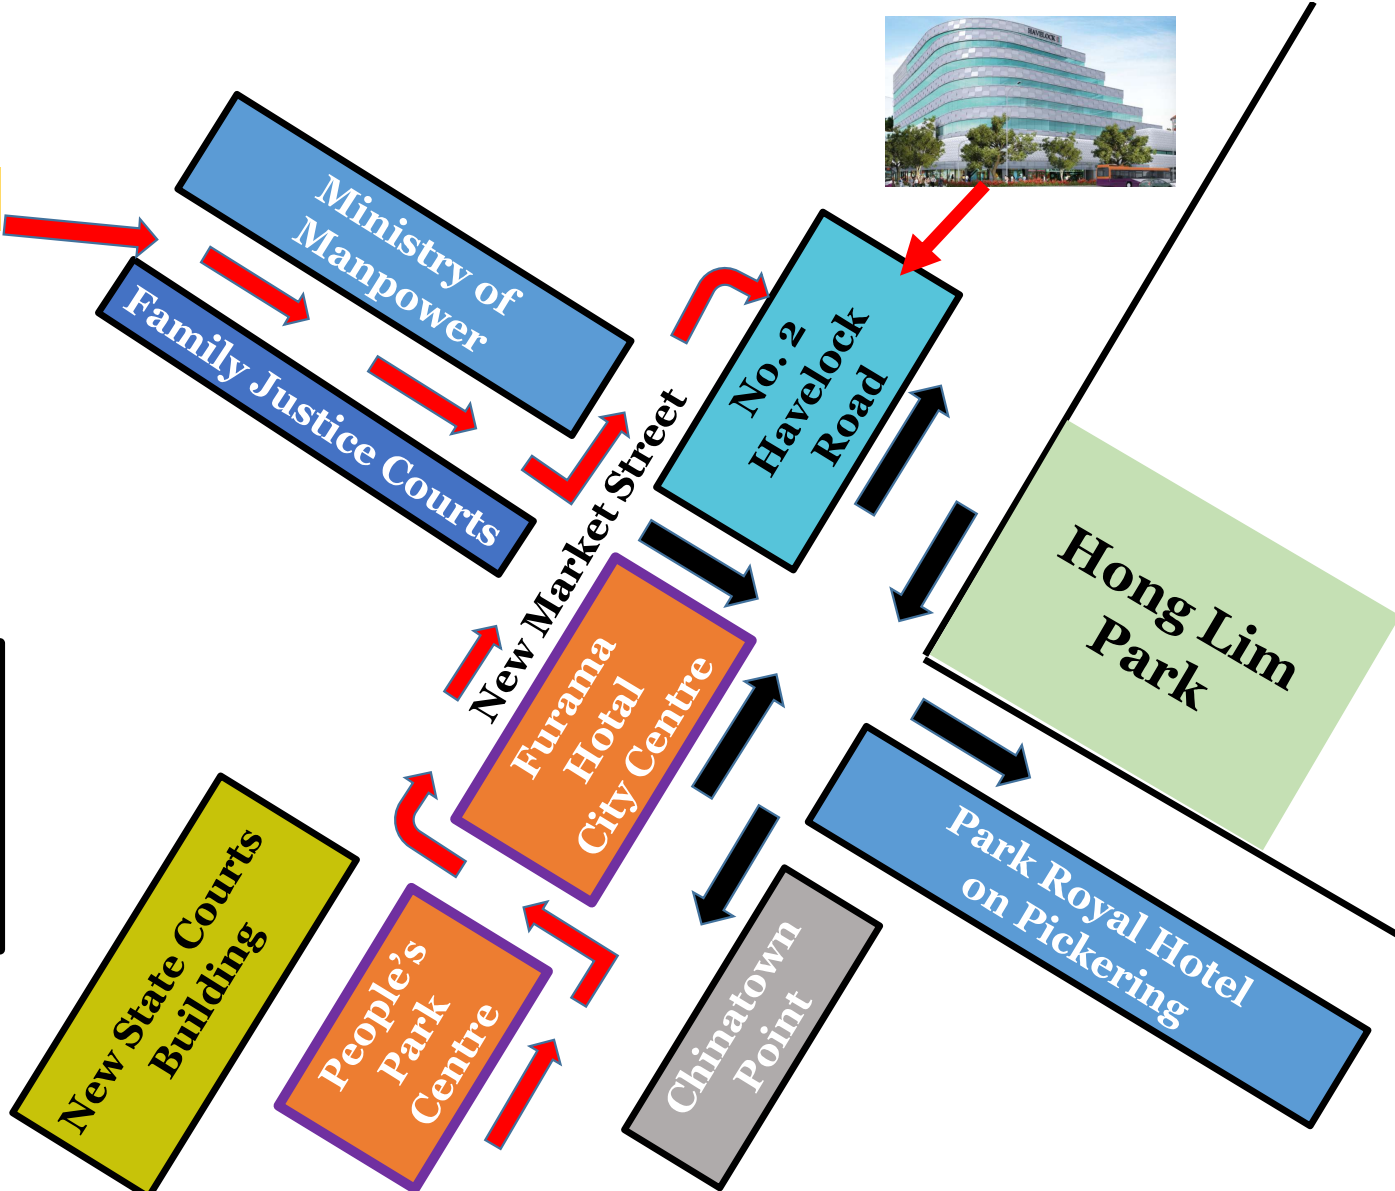 HAVELOCK
Ministry of
Manpower
Family Justice Courts
No. 2
Havelock
Road
New Market Street
Hong Lim
Park
Furama
Hotal
City Centre
Park Royal Hotel
on Pickering
New State Courts
Building
People's
Park
Centre
Chinatown
Point